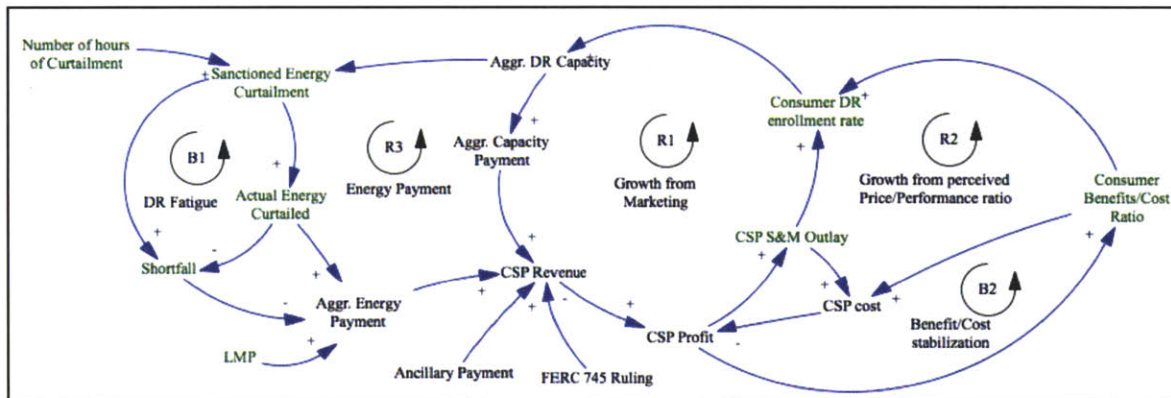 Number of hours
of Curtailment
Aggr. DR Capacity
+
+
Sanctioned Energy
Curtailment
Consumer DR
+
enrollment rate
+
Aggr. Capacity
Payment
B1
DR Fatigue
R3
Energy Payment
R1
Growth from
Marketing
+
R2
Growth from perceived
Price/Performance ratio
+
Actual Energy
Curtailed
Consumer
Benefits/Cost
Ratio
+
-
+
CSP S&M Outlay
+
+
Shortfall
+
CSP Revenue
+
+
+
B2
-
Aggr. Energy
Payment
+
+
-
+
CSP cost
Benefit/Cost
stabilization
+
CSP Profit
-
LMP
Ancillary Payment
FERC 745 Ruling